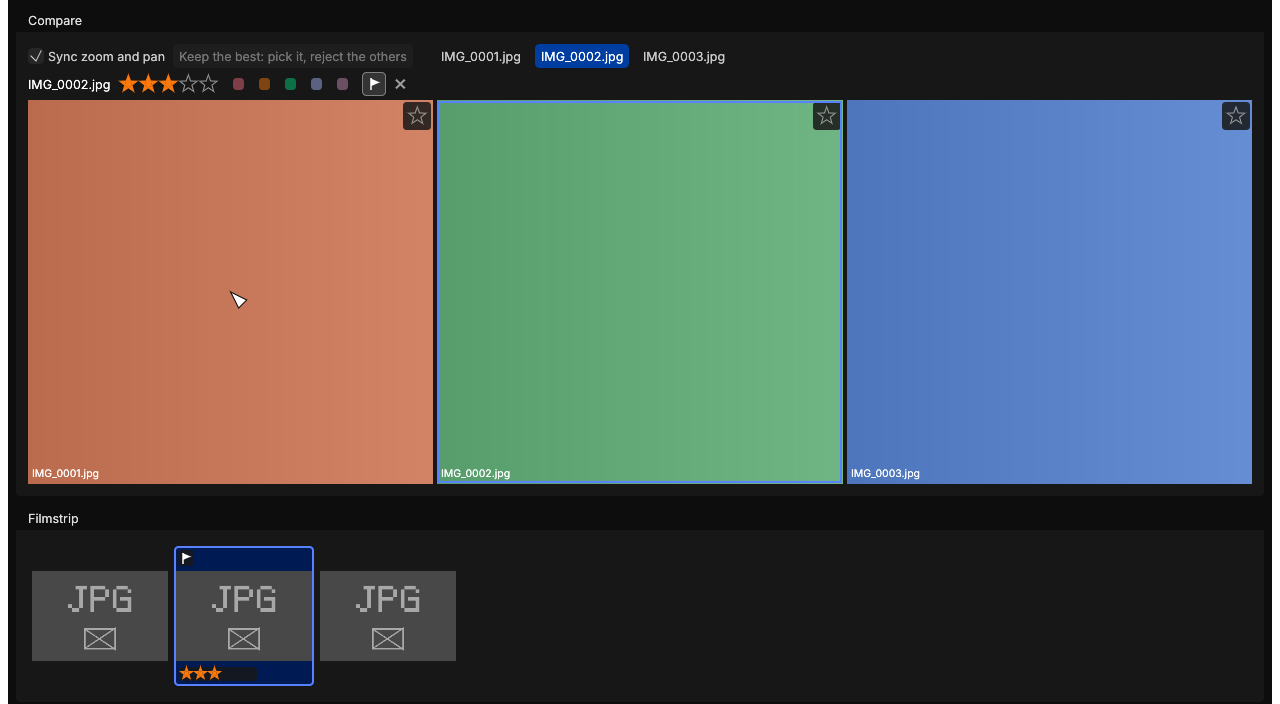 Compare
Sync zoom and pan Keep the best: pick it, reject the others IMG_0001.jpg IMG_0002.jpg IMG_0003.jpg
IMG_0002.jpg
IMG_0001.jpg IMG_0002.jpg IMG_0003.jpg
Filmstrip
JPG JPG JPG